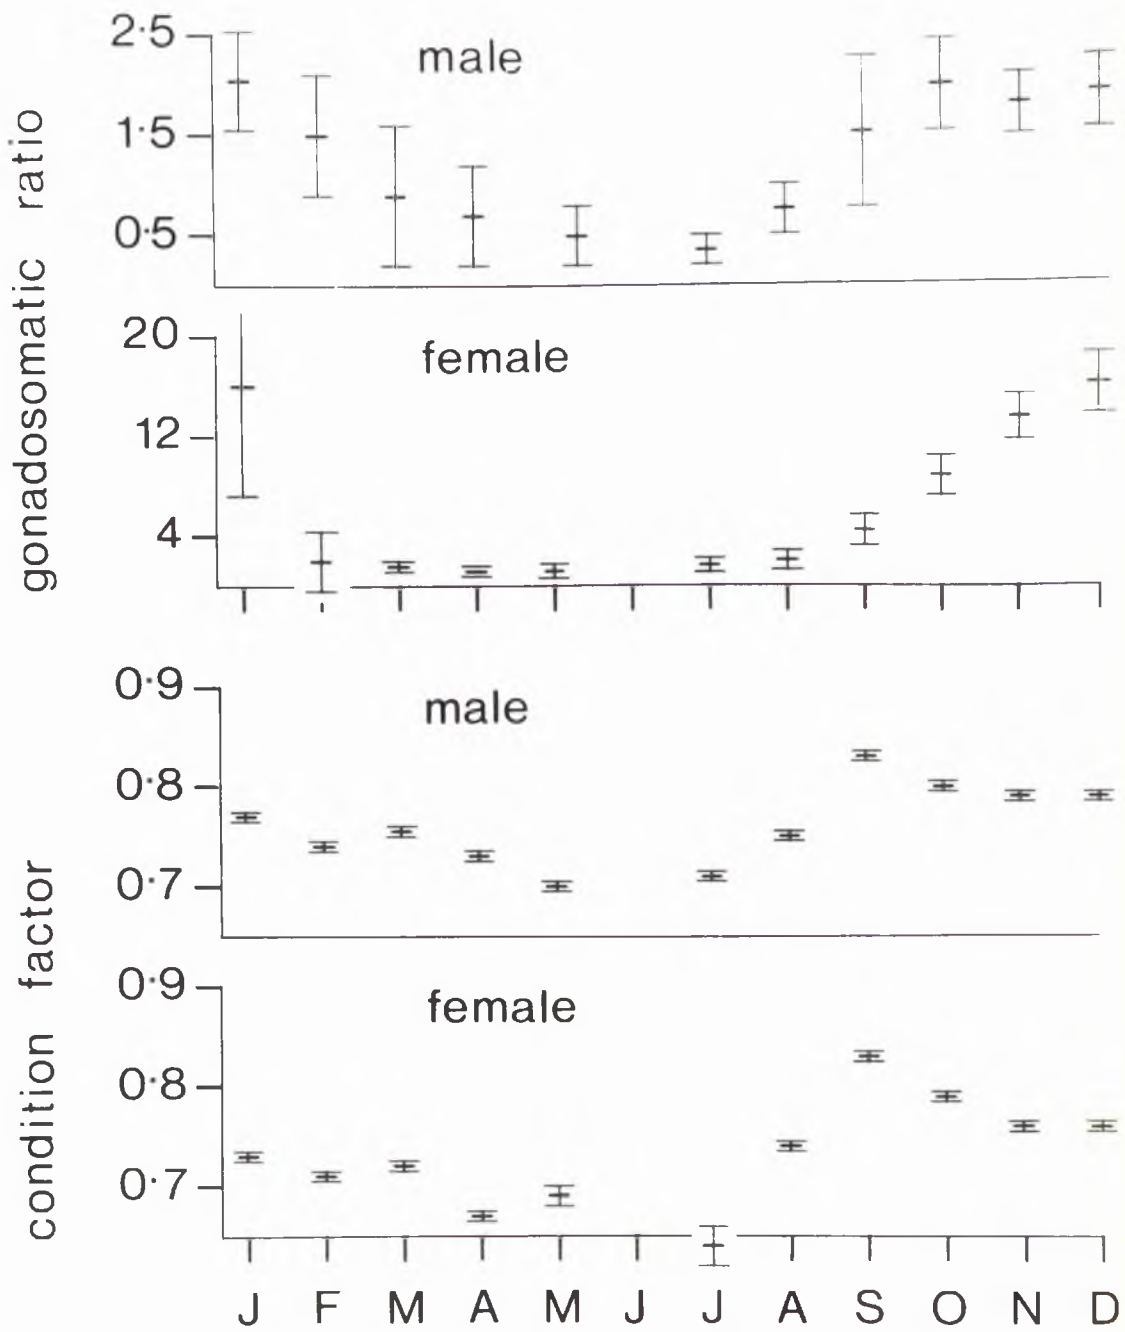 gonadosomatic ratio
2·5
1·5
0·5
male
20
12
4
female
condition factor
0·9
0·8
0·7
male
0·9
0·8
0·7
female
J F M A M J J A S O N D